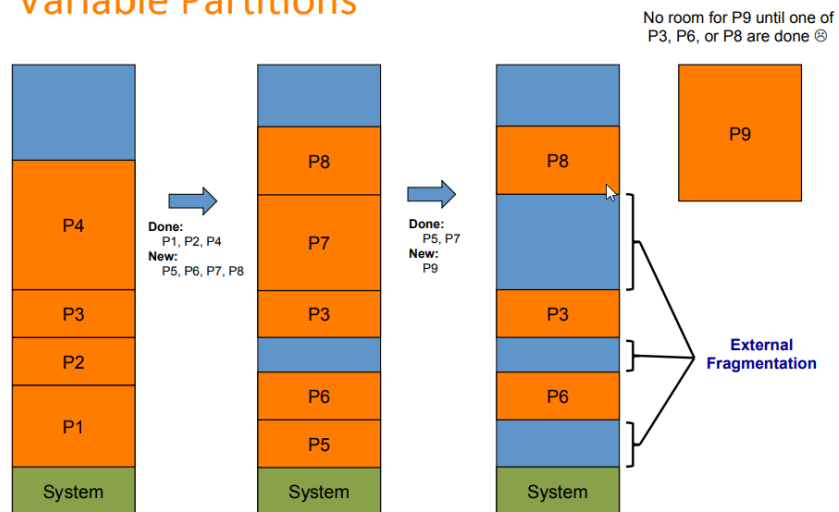 Variable Partitions
No room for P9 until one of
P3, P6, or P8 are done ☹
P4
P3
P2
P1
System
Done:
P1, P2, P4
New:
P5, P6, P7, P8
P8
P7
P3
P6
P5
System
Done:
P5, P7
New:
P9
P8
P3
P6
System
P9
External
Fragmentation